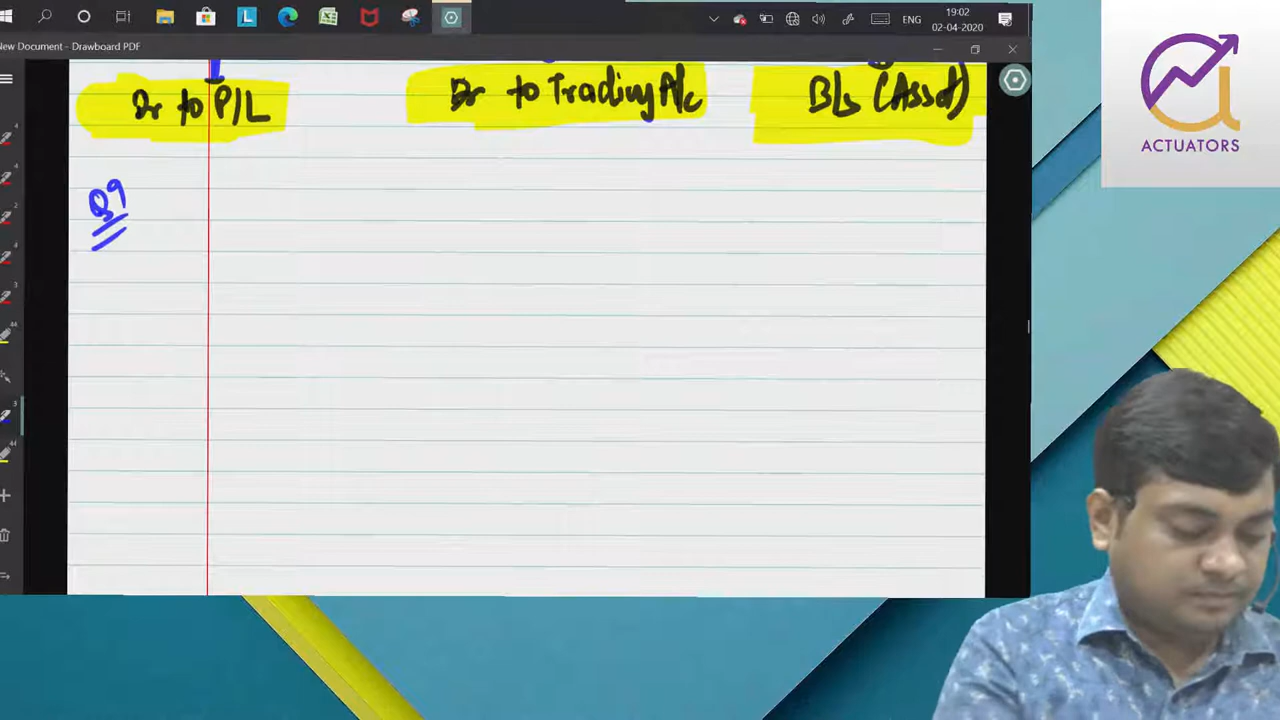 19:02
ENG
02-04-2020
New Document - Drawboard PDF
Dr to P/L
Dr to Trading A/c
B/s (Asset)
Q9
ACTUATORS